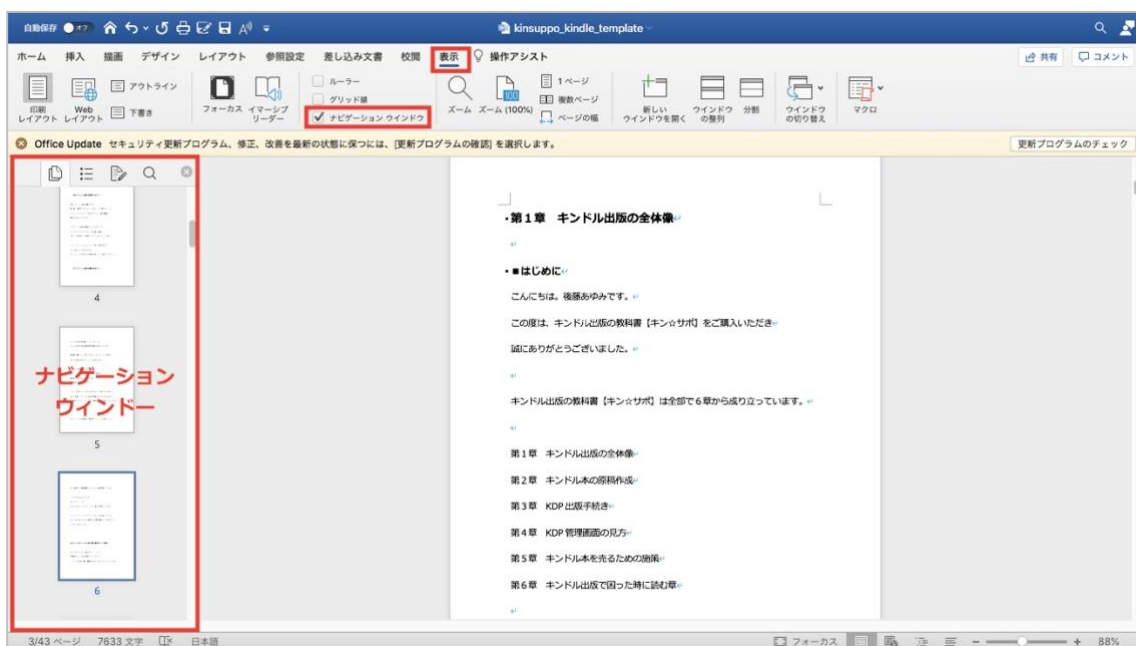 自動保存 オフ
kinsuppo_kindle_template
ホーム 挿入 描画 デザイン レイアウト 参照設定 差し込み文書 校閲 表示 操作アシスト 共有 コメント
印刷レイアウト
Webレイアウト
アウトライン
下書き
フォーカス
イマーシブリーダー
ルーラー
グリッド線
ナビゲーション ウインドウ
ズーム
ズーム (100%)
100
1 ページ
複数ページ
ページの幅
新しいウインドウを開く
ウインドウの整列
分割
ウインドウの切り替え
マクロ
Office Update セキュリティ更新プログラム、修正、改善を最新の状態に保つには、[更新プログラムの確認] を選択します。 更新プログラムのチェック
4
ナビゲーション
ウィンドー
5
6
第１章 キンドル出版の全体像
■はじめに
こんにちは。後藤あゆみです。
この度は、キンドル出版の教科書【キン☆サポ】をご購入いただき
誠にありがとうございました。
キンドル出版の教科書【キン☆サポ】は全部で６章から成り立っています。
第１章 キンドル出版の全体像
第２章 キンドル本の原稿作成
第３章 KDP 出版手続き
第４章 KDP 管理画面の見方
第５章 キンドル本を売るための施策
第６章 キンドル出版で困った時に読む章
3/43 ページ 7633 文字 日本語 フォーカス 88%